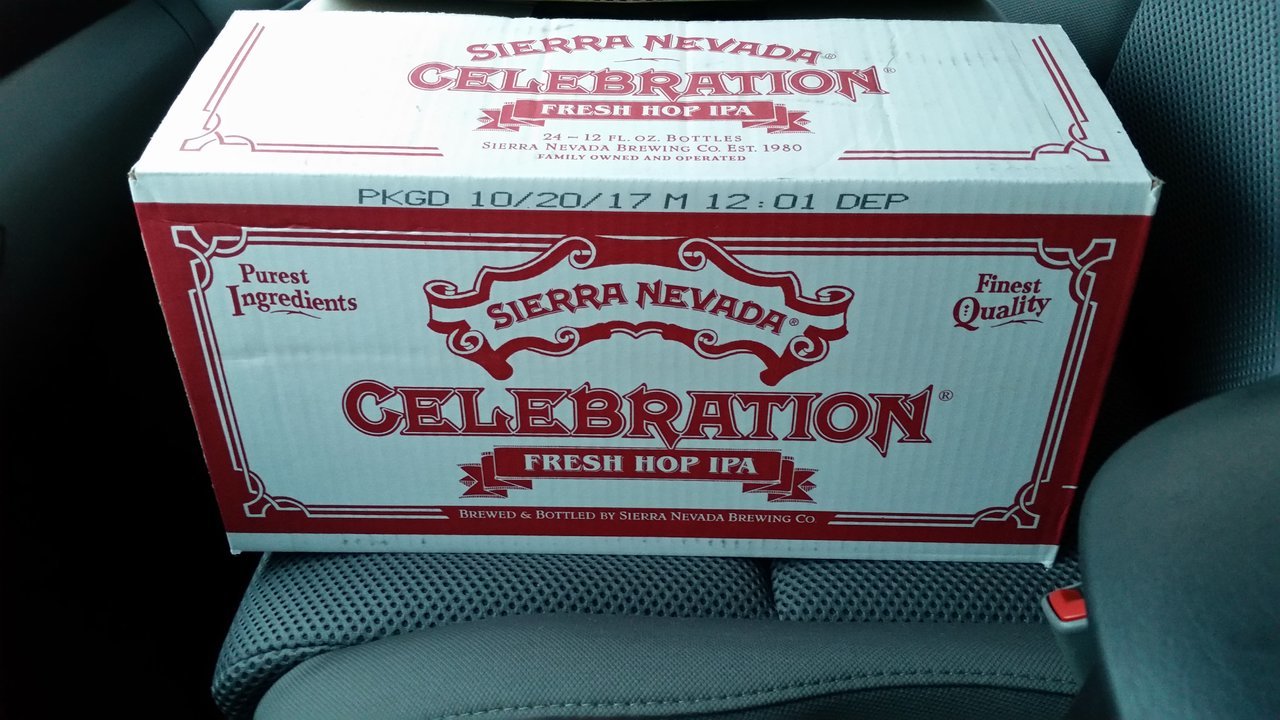 SIERRA NEVADA®
CELEBRATION®
FRESH HOP IPA
24 – 12 FL. OZ. BOTTLES
SIERRA NEVADA BREWING CO. EST. 1980
FAMILY OWNED AND OPERATED
PKGD 10/20/17 M 12:01 DEP
Purest
Ingredients
Finest
Quality
SIERRA NEVADA®
CELEBRATION®
FRESH HOP IPA
BREWED & BOTTLED BY SIERRA NEVADA BREWING CO.